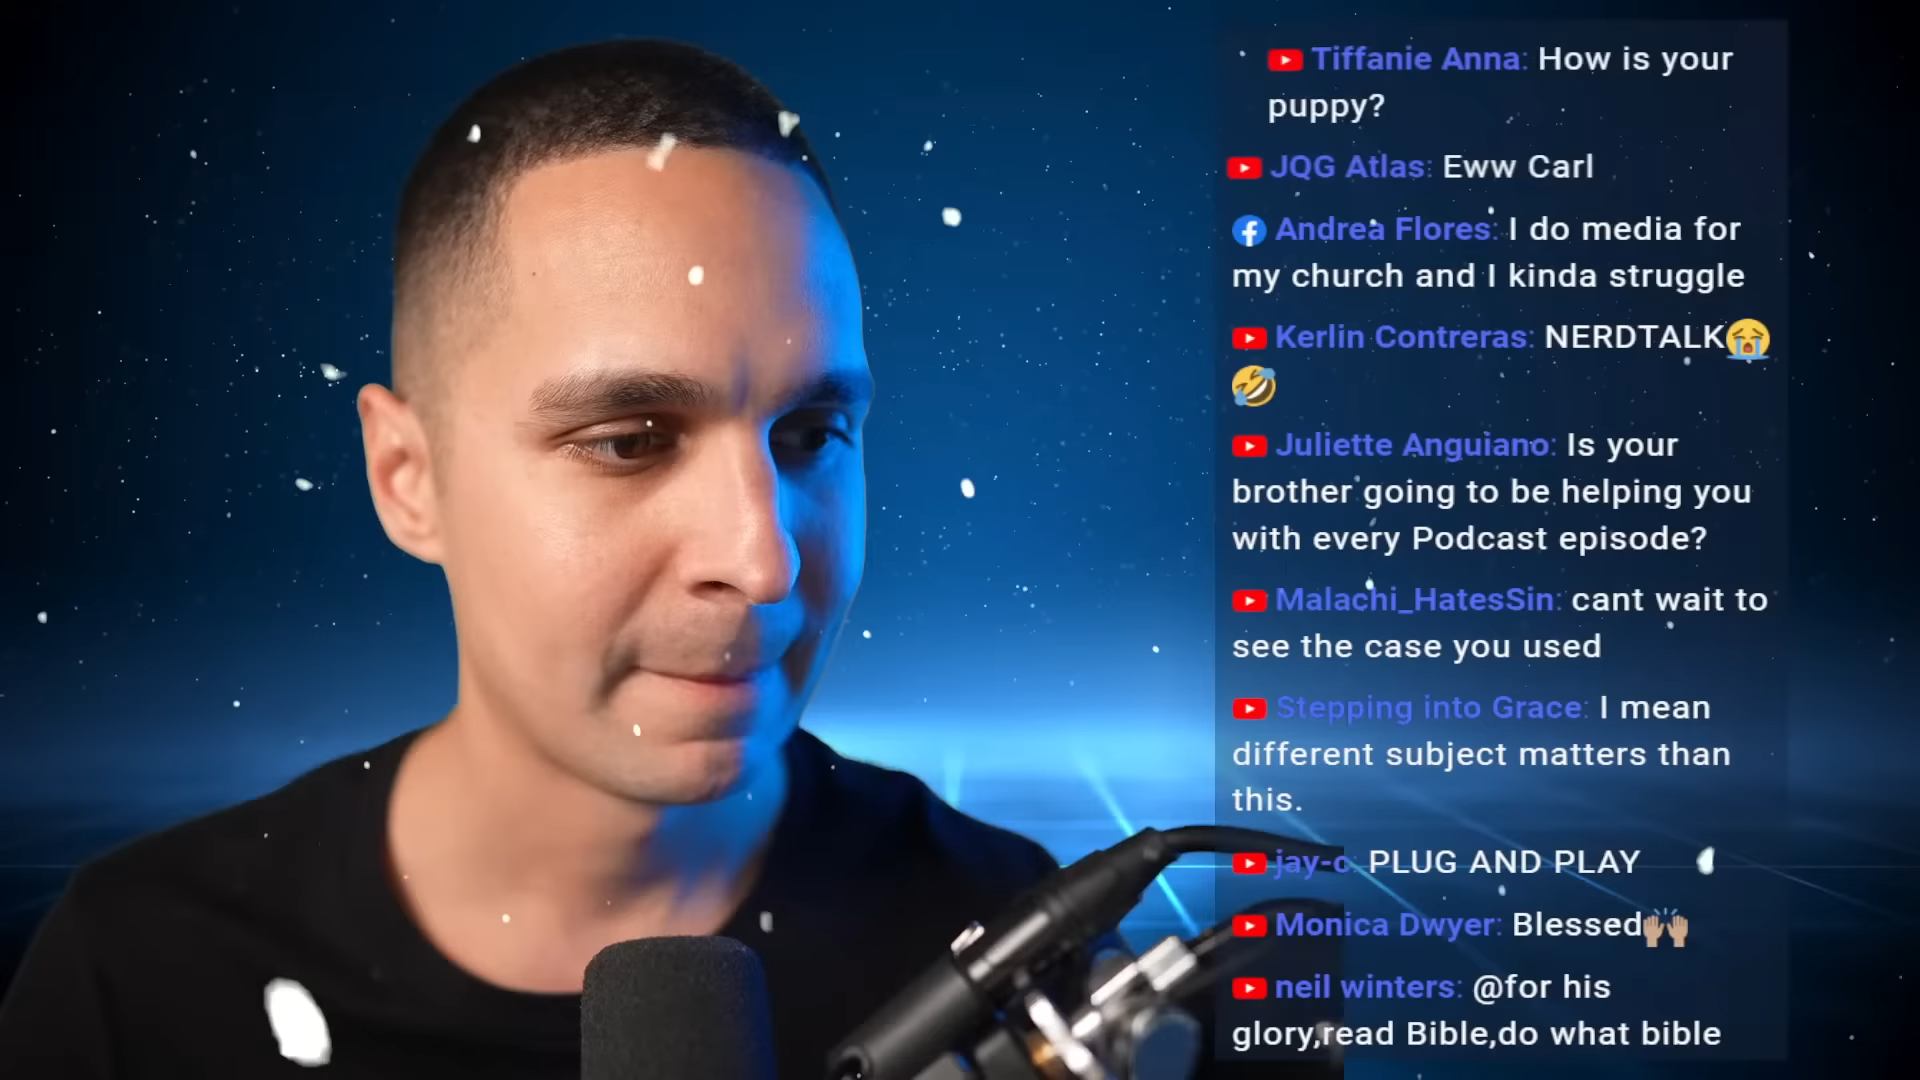 Tiffanie Anna: How is your
puppy?
JQG Atlas: Eww Carl
Andrea Flores: I do media for
my church and I kinda struggle
Kerlin Contreras: NERDTALK😭
🤣
Juliette Anguiano: Is your
brother going to be helping you
with every Podcast episode?
Malachi_HatesSin: cant wait to
see the case you used
Stepping into Grace: I mean
different subject matters than
this.
jay-c: PLUG AND PLAY
Monica Dwyer: Blessed🙌🏽
neil winters: @for his
glory,read Bible,do what bible